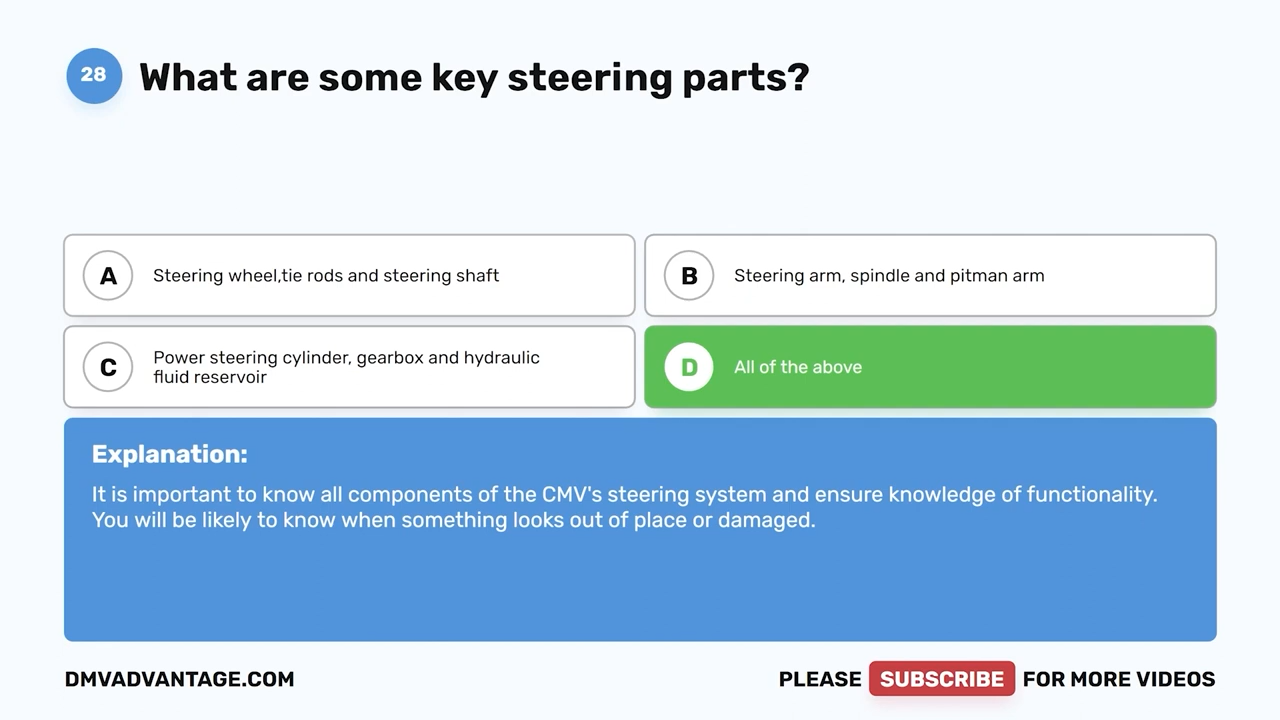 28 What are some key steering parts?
A Steering wheel,tie rods and steering shaft
B Steering arm, spindle and pitman arm
C Power steering cylinder, gearbox and hydraulic
fluid reservoir
D All of the above
Explanation:
It is important to know all components of the CMV's steering system and ensure knowledge of functionality.
You will be likely to know when something looks out of place or damaged.
DMVADVANTAGE.COM
PLEASE SUBSCRIBE FOR MORE VIDEOS